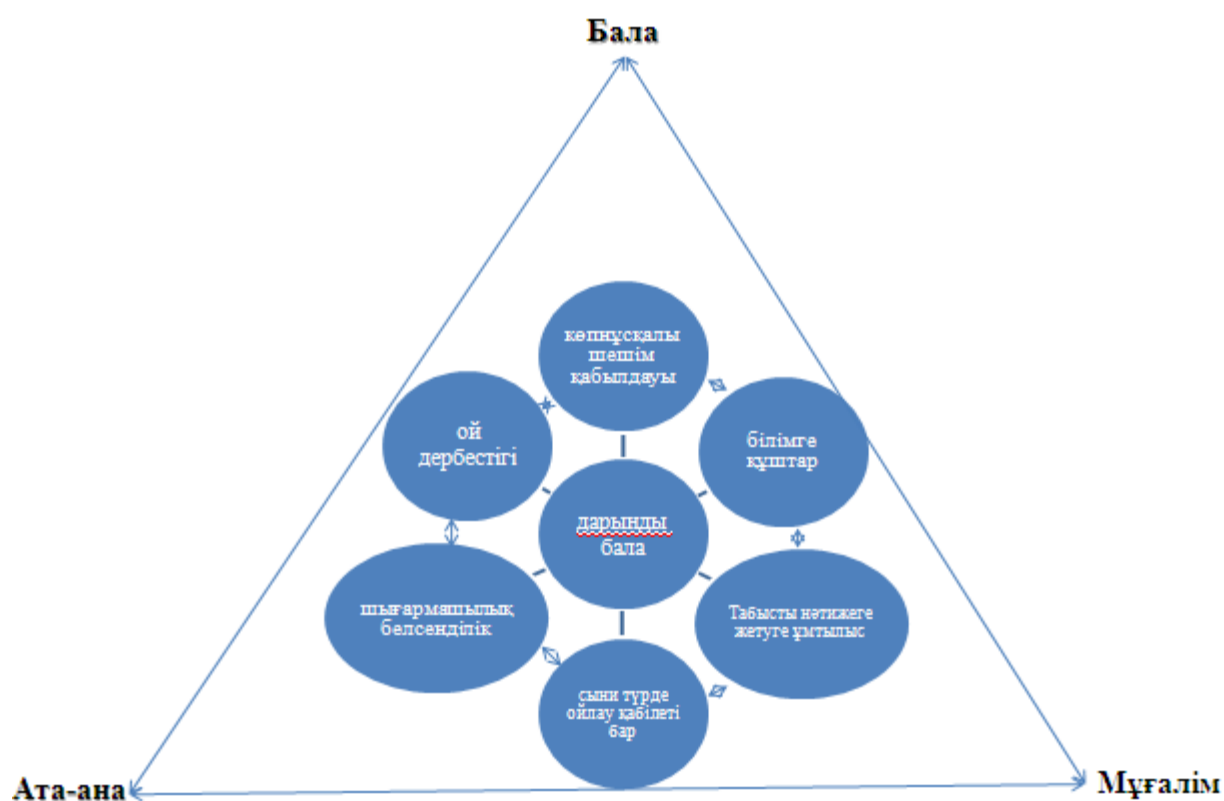 Бала
көпнұсқалы
шешім
қабылдауы
ой
дербестігі
білімге
құштар
дарынды
бала
шығармашылық
белсенділік
Табысты нәтижеге
жетуге ұмтылыс
сыни түрде
ойлау қабілеті
бар
Ата-ана
Мұғалім